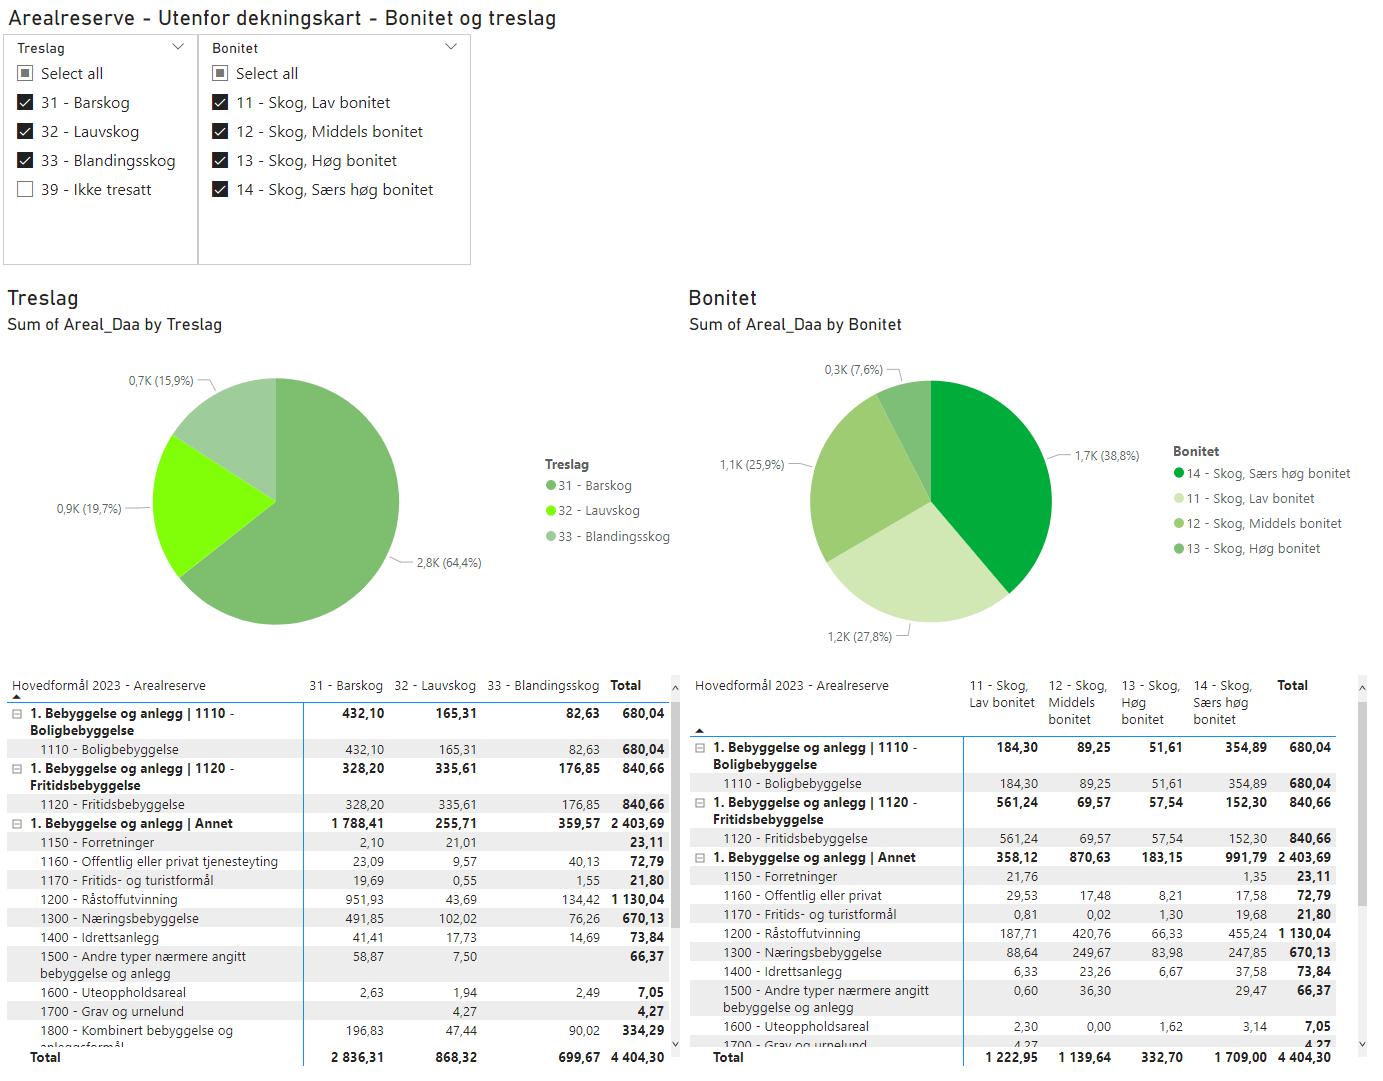 Arealreserve - Utenfor dekningskart - Bonitet og treslag
Treslag
Select all
31 - Barskog
32 - Lauvskog
33 - Blandingsskog
39 - Ikke tresatt
Bonitet
Select all
11 - Skog, Lav bonitet
12 - Skog, Middels bonitet
13 - Skog, Høg bonitet
14 - Skog, Særs høg bonitet
Treslag
Sum of Areal_Daa by Treslag
0,7K (15,9%)
0,9K (19,7%)
2,8K (64,4%)
Treslag
31 - Barskog
32 - Lauvskog
33 - Blandingsskog
Bonitet
Sum of Areal_Daa by Bonitet
0,3K (7,6%)
1,1K (25,9%)
1,7K (38,8%)
1,2K (27,8%)
Bonitet
14 - Skog, Særs høg bonitet
11 - Skog, Lav bonitet
12 - Skog, Middels bonitet
13 - Skog, Høg bonitet
Hovedformål 2023 - Arealreserve 31 - Barskog 32 - Lauvskog 33 - Blandingsskog Total
1. Bebyggelse og anlegg | 1110 - 432,10 165,31 82,63 680,04
Boligbebyggelse
1110 - Boligbebyggelse 432,10 165,31 82,63 680,04
1. Bebyggelse og anlegg | 1120 - 328,20 335,61 176,85 840,66
Fritidsbebyggelse
1120 - Fritidsbebyggelse 328,20 335,61 176,85 840,66
1. Bebyggelse og anlegg | Annet 1 788,41 255,71 359,57 2 403,69
1150 - Forretninger 2,10 21,01 23,11
1160 - Offentlig eller privat tjenesteyting 23,09 9,57 40,13 72,79
1170 - Fritids- og turistformål 19,69 0,55 1,55 21,80
1200 - Råstoffutvinning 951,93 43,69 134,42 1 130,04
1300 - Næringsbebyggelse 491,85 102,02 76,26 670,13
1400 - Idrettsanlegg 41,41 17,73 14,69 73,84
1500 - Andre typer nærmere angitt 58,87 7,50 66,37
bebyggelse og anlegg
1600 - Uteoppholdsareal 2,63 1,94 2,49 7,05
1700 - Grav og urnelund 4,27 4,27
1800 - Kombinert bebyggelse og 196,83 47,44 90,02 334,29
anleggsformål
Total 2 836,31 868,32 699,67 4 404,30
Hovedformål 2023 - Arealreserve 11 - Skog, 12 - Skog, 13 - Skog, 14 - Skog, Total
Lav bonitet Middels Høg Særs høg
bonitet bonitet bonitet
1. Bebyggelse og anlegg | 1110 - 184,30 89,25 51,61 354,89 680,04
Boligbebyggelse
1110 - Boligbebyggelse 184,30 89,25 51,61 354,89 680,04
1. Bebyggelse og anlegg | 1120 - 561,24 69,57 57,54 152,30 840,66
Fritidsbebyggelse
1120 - Fritidsbebyggelse 561,24 69,57 57,54 152,30 840,66
1. Bebyggelse og anlegg | Annet 358,12 870,63 183,15 991,79 2 403,69
1150 - Forretninger 21,76 1,35 23,11
1160 - Offentlig eller privat 29,53 17,48 8,21 17,58 72,79
1170 - Fritids- og turistformål 0,81 0,02 1,30 19,68 21,80
1200 - Råstoffutvinning 187,71 420,76 66,33 455,24 1 130,04
1300 - Næringsbebyggelse 88,64 249,67 83,98 247,85 670,13
1400 - Idrettsanlegg 6,33 23,26 6,67 37,58 73,84
1500 - Andre typer nærmere angitt 0,60 36,30 29,47 66,37
bebyggelse og anlegg
1600 - Uteoppholdsareal 2,30 0,00 1,62 3,14 7,05
1700 - Grav og urnelund 4,27 4,27
Total 1 222,95 1 139,64 332,70 1 709,00 4 404,30